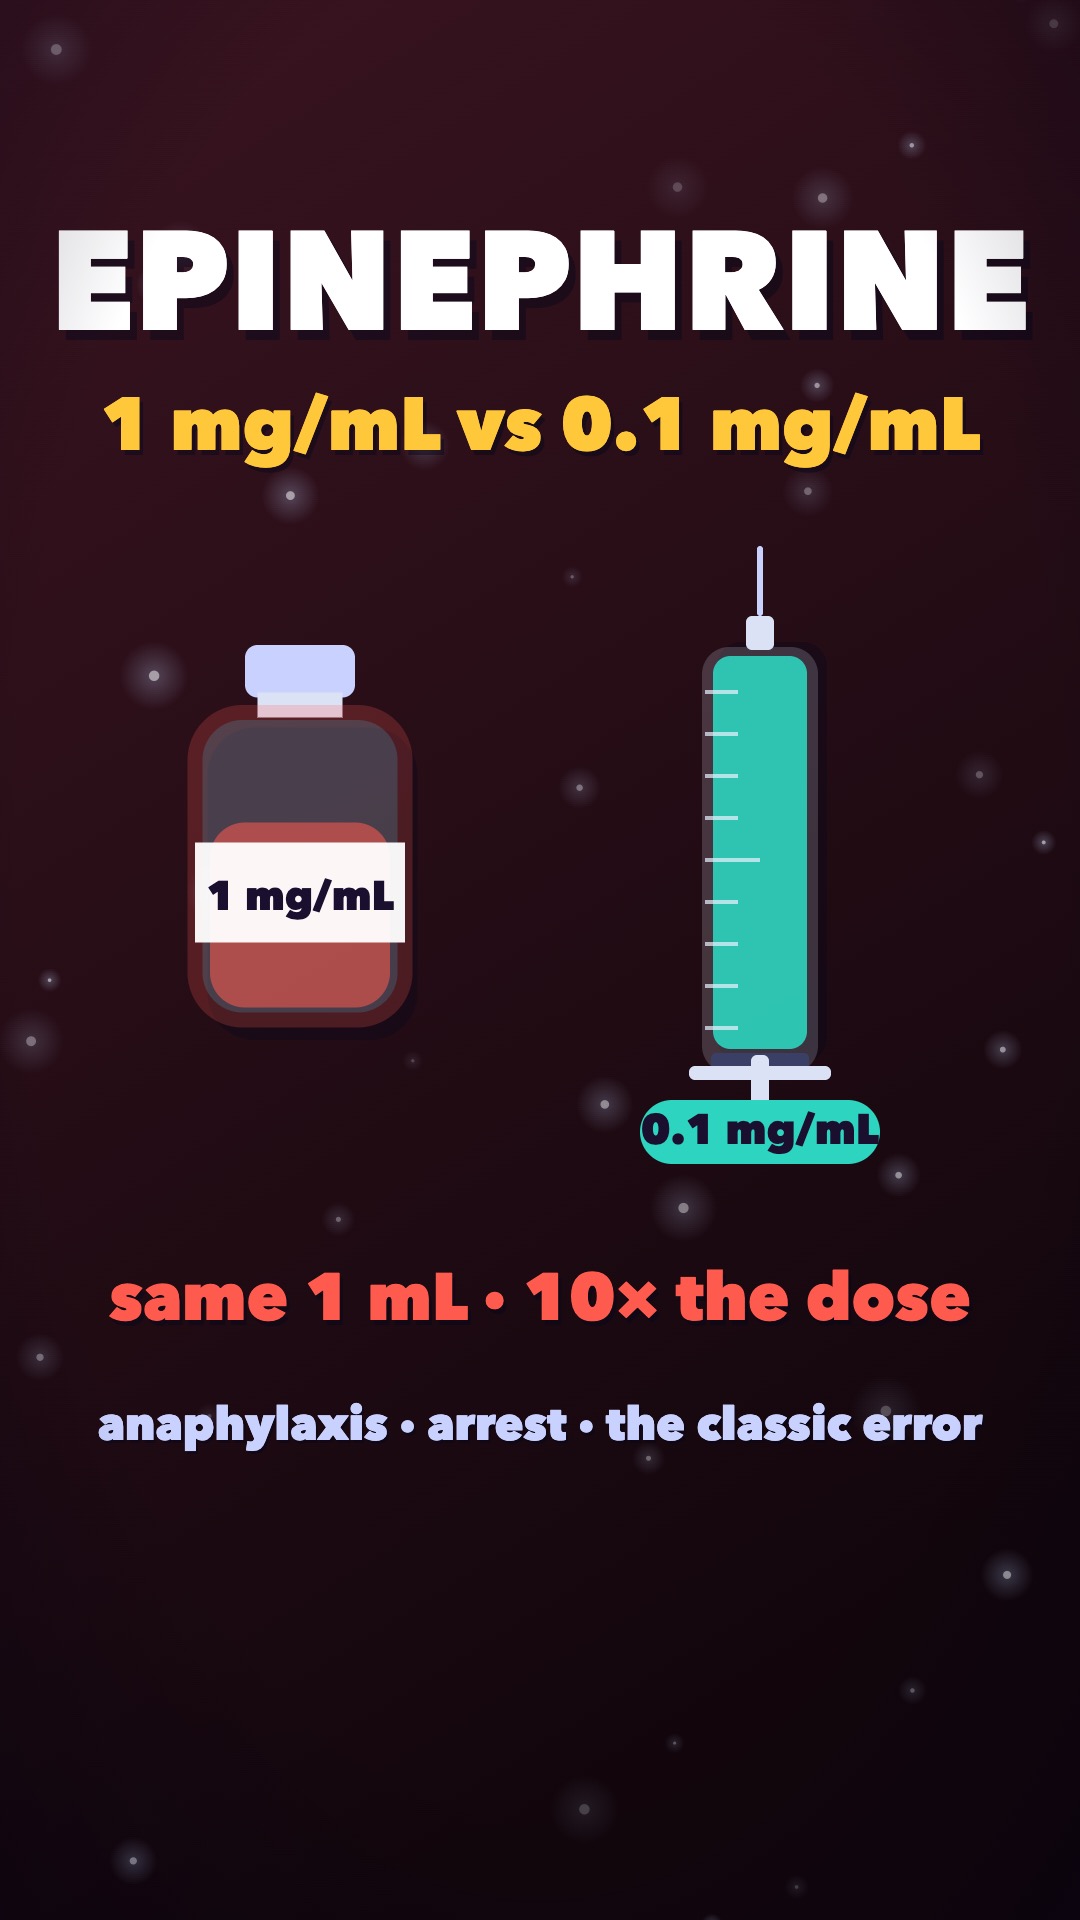 EPINEPHRINE
1 mg/mL vs 0.1 mg/mL
1 mg/mL
0.1 mg/mL
same 1 mL • 10× the dose
anaphylaxis • arrest • the classic error